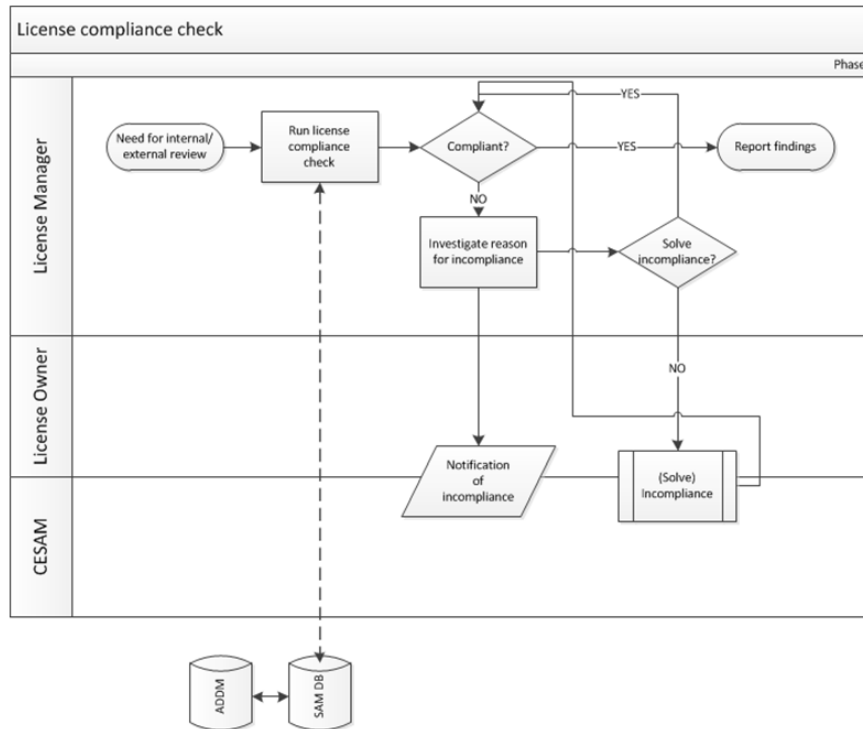 License compliance check
Phase
License Manager
Need for internal/
external review
Run license
compliance
check
Compliant?
YES
YES
Report findings
NO
Investigate reason
for incompliance
Solve
incompliance?
License Owner
NO
Notification
of
incompliance
(Solve)
Incompliance
CESAM
ADDM
SAM DB